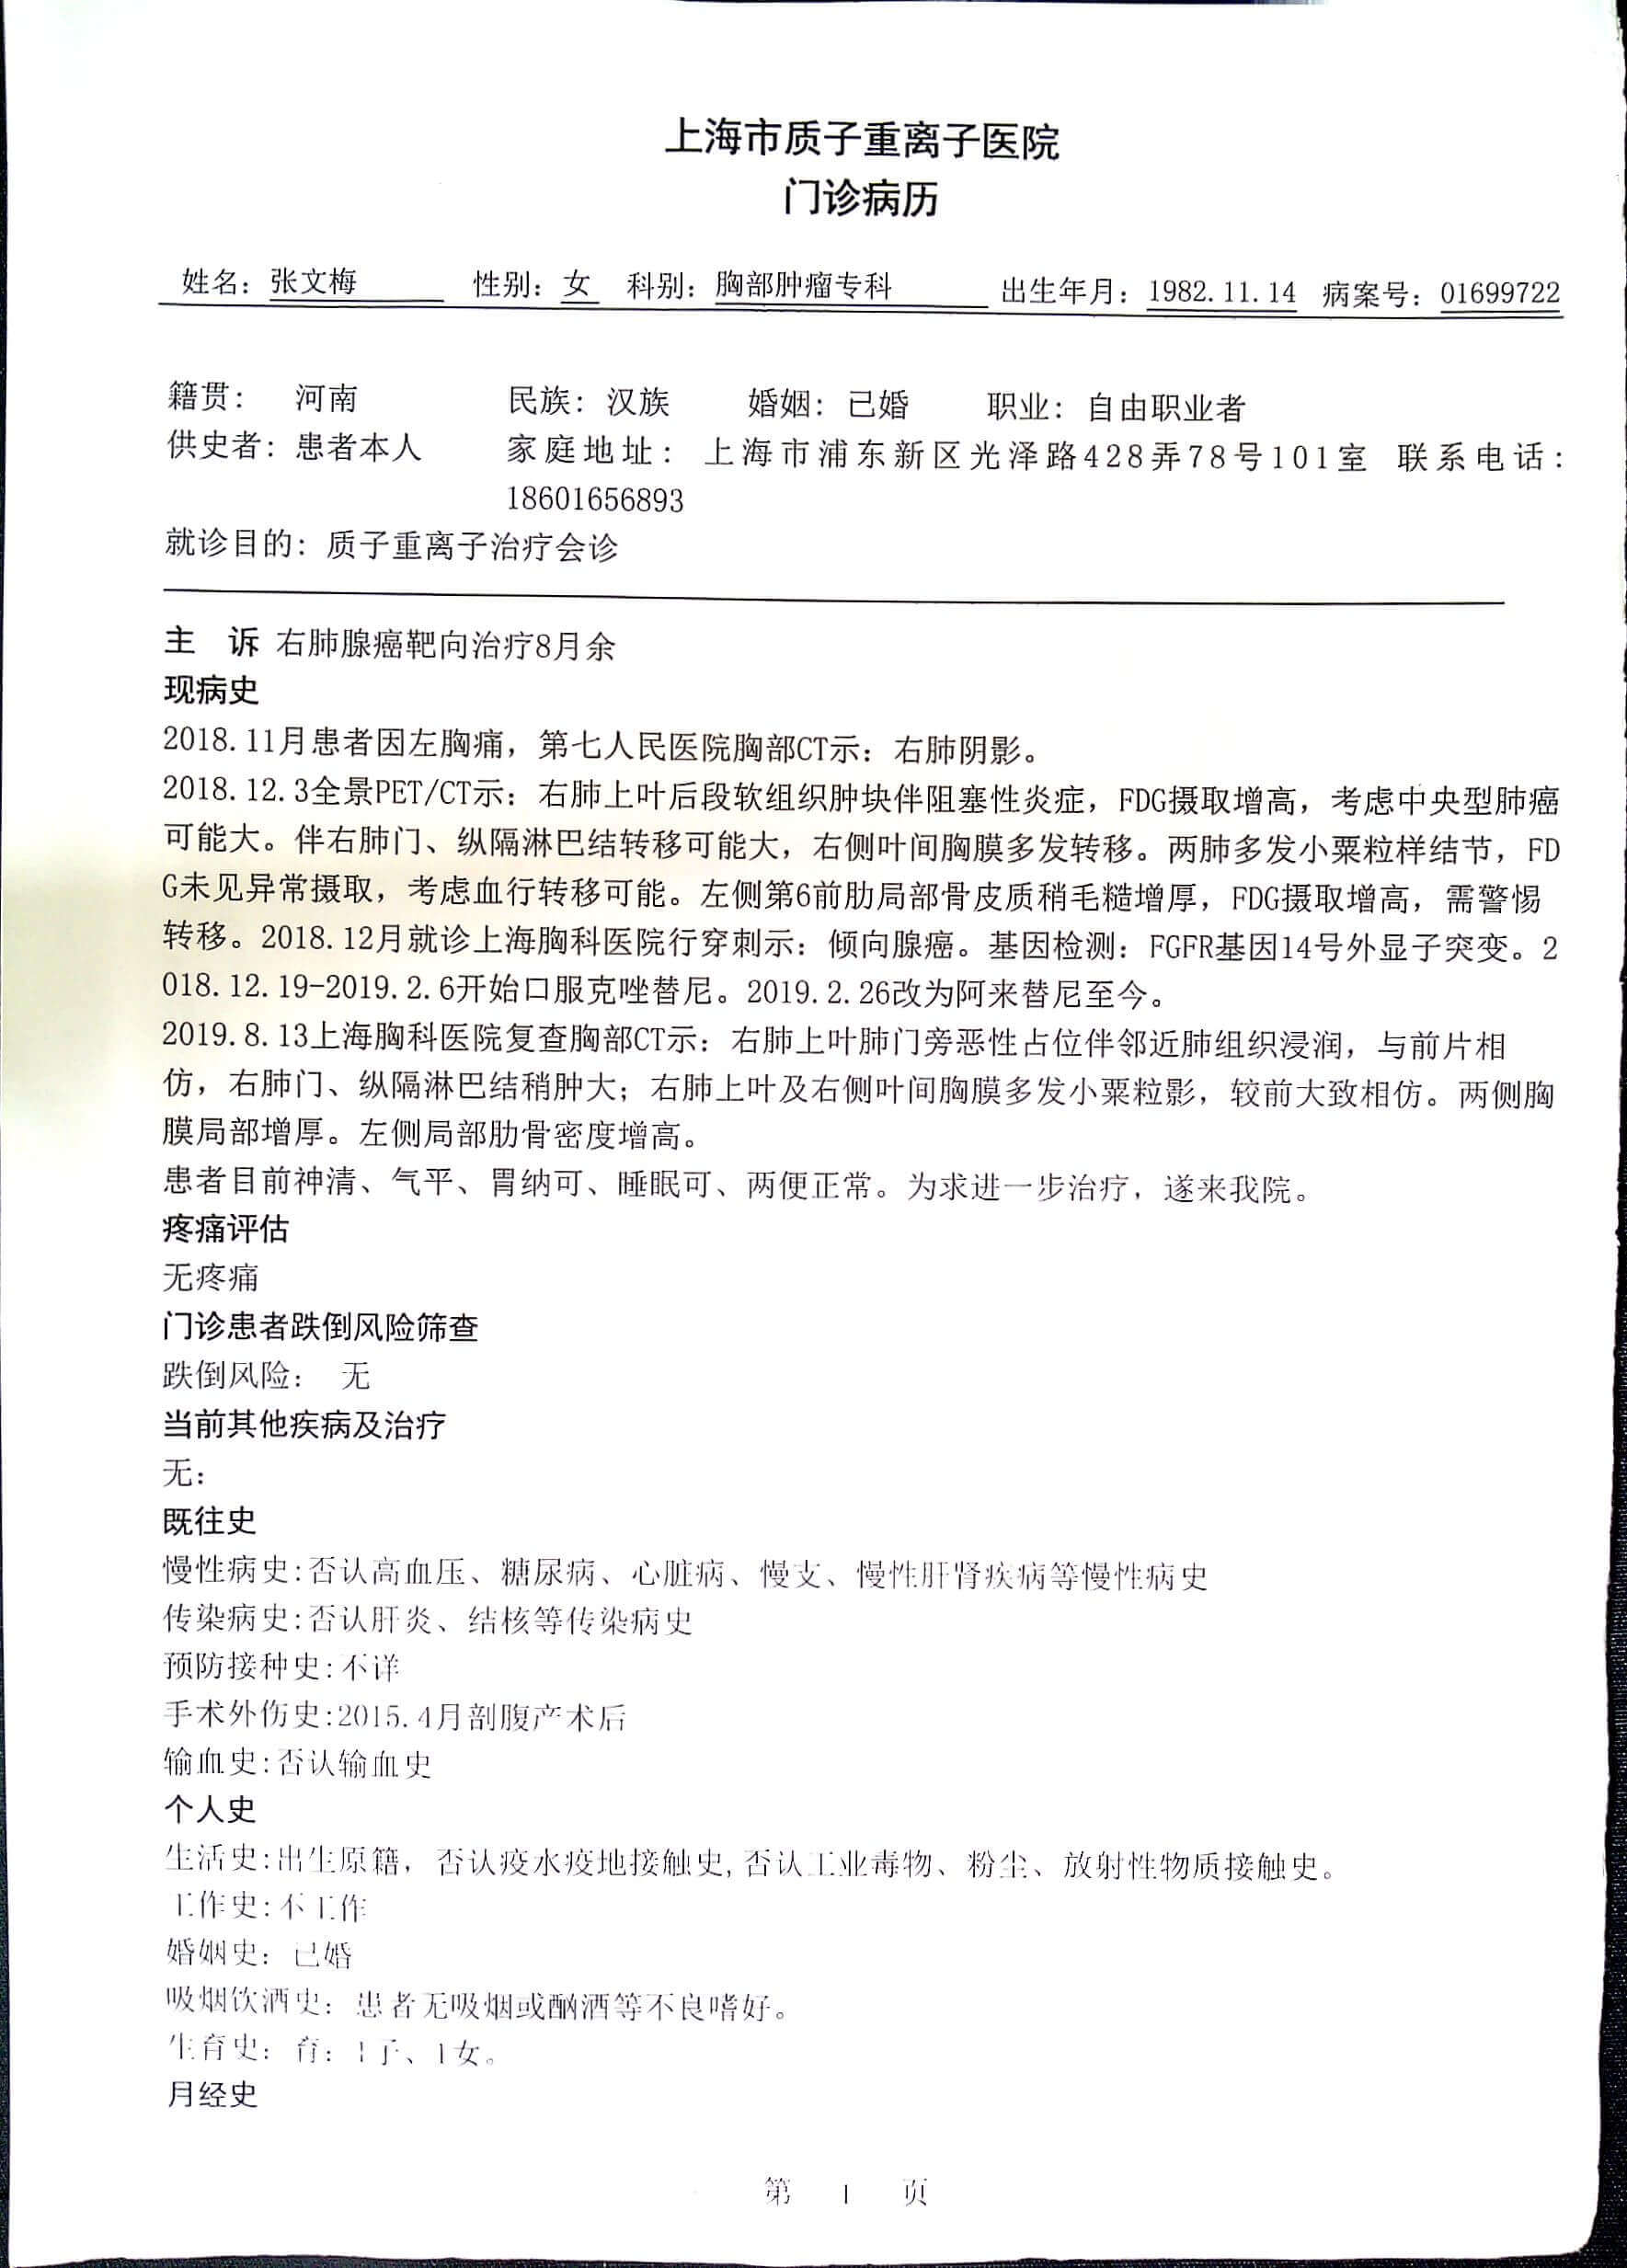 上海市质子重离子医院
门诊病历
姓名：张文梅 性别：女 科别：胸部肿瘤专科 出生年月：1982.11.14 病案号：01699722
籍贯： 河南 民族：汉族 婚姻：已婚 职业：自由职业者
供史者：患者本人 家庭地址：上海市浦东新区光泽路428弄78号101室 联系电话：
18601656893
就诊目的：质子重离子治疗会诊
主 诉 右肺腺癌靶向治疗8月余
现病史
2018.11月患者因左胸痛，第七人民医院胸部CT示：右肺阴影。
2018.12.3全景PET/CT示：右肺上叶后段软组织肿块伴阻塞性炎症，FDG摄取增高，考虑中央型肺癌
可能大。伴右肺门、纵隔淋巴结转移可能大，右侧叶间胸膜多发转移。两肺多发小粟粒样结节，FD
G未见异常摄取，考虑血行转移可能。左侧第6前肋局部骨皮质稍毛糙增厚，FDG摄取增高，需警惕
转移。2018.12月就诊上海胸科医院行穿刺示：倾向腺癌。基因检测：FGFR基因14号外显子突变。2
018.12.19-2019.2.6开始口服克唑替尼。2019.2.26改为阿来替尼至今。
2019.8.13上海胸科医院复查胸部CT示：右肺上叶肺门旁恶性占位伴邻近肺组织浸润，与前片相
仿，右肺门、纵隔淋巴结稍肿大；右肺上叶及右侧叶间胸膜多发小粟粒影，较前大致相仿。两侧胸
膜局部增厚。左侧局部肋骨密度增高。
患者目前神清、气平、胃纳可、睡眠可、两便正常。为求进一步治疗，遂来我院。
疼痛评估
无疼痛
门诊患者跌倒风险筛查
跌倒风险： 无
当前其他疾病及治疗
无：
既往史
慢性病史:否认高血压、糖尿病、心脏病、慢支、慢性肝肾疾病等慢性病史
传染病史:否认肝炎、结核等传染病史
预防接种史:不详
手术外伤史:2015.4月剖腹产术后
输血史:否认输血史
个人史
生活史:出生原籍，否认疫水疫地接触史,否认工业毒物、粉尘、放射性物质接触史。
工作史:不工作
婚姻史：已婚
吸烟饮酒史：患者无吸烟或酗酒等不良嗜好。
生育史：育：1子、1女。
月经史
第 1 页